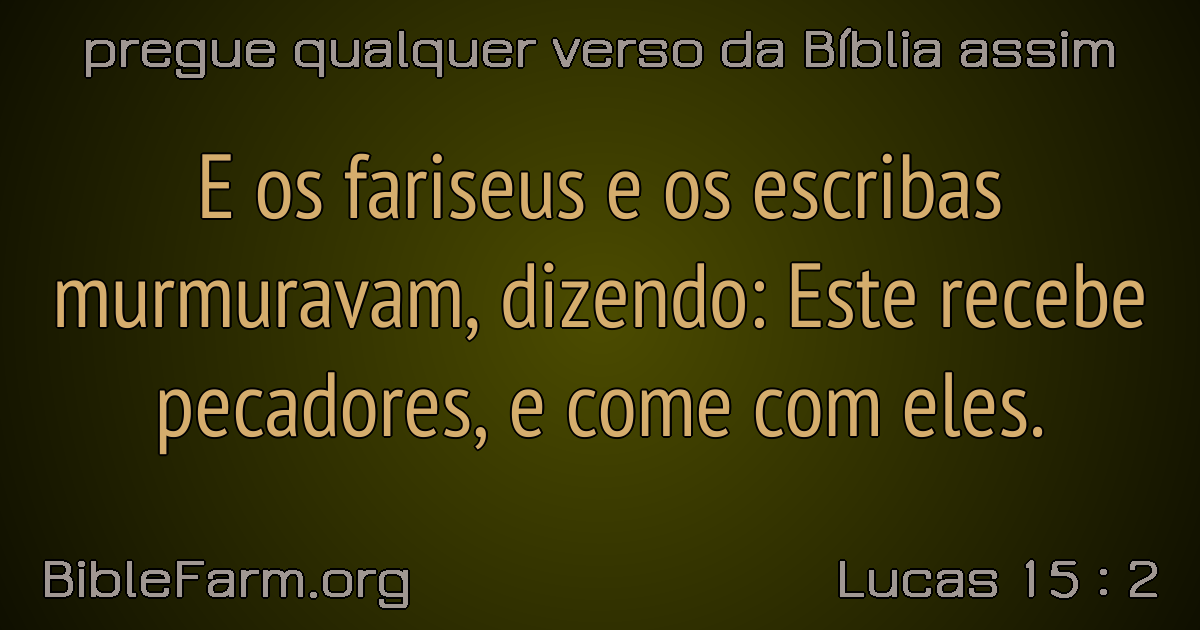 pregue qualquer verso da Bíblia assim
E os fariseus e os escribas
murmuravam, dizendo: Este recebe
pecadores, e come com eles.
BibleFarm.org
Lucas 15 : 2